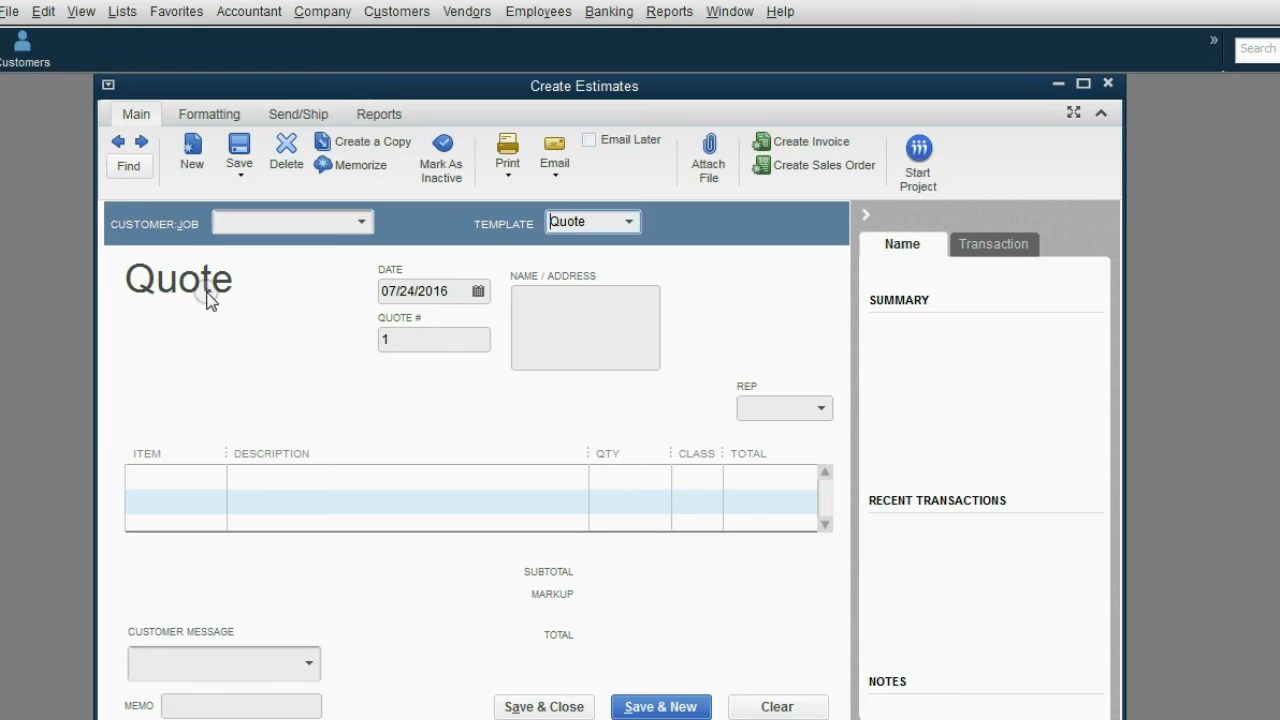 File Edit View Lists Favorites Accountant Company Customers Vendors Employees Banking Reports Window Help
Customers
» Search
Create Estimates
Main Formatting Send/Ship Reports
Find
New
Save
Delete
Create a Copy
Memorize
Mark As
Inactive
Print
Email
Email Later
Attach
File
Create Invoice
Create Sales Order
Start
Project
CUSTOMER:JOB
TEMPLATE Quote
Name Transaction
Quote
DATE
07/24/2016
QUOTE #
1
NAME / ADDRESS
REP
ITEM DESCRIPTION QTY CLASS TOTAL
SUBTOTAL
MARKUP
TOTAL
CUSTOMER MESSAGE
MEMO
Save & Close Save & New Clear
SUMMARY
RECENT TRANSACTIONS
NOTES